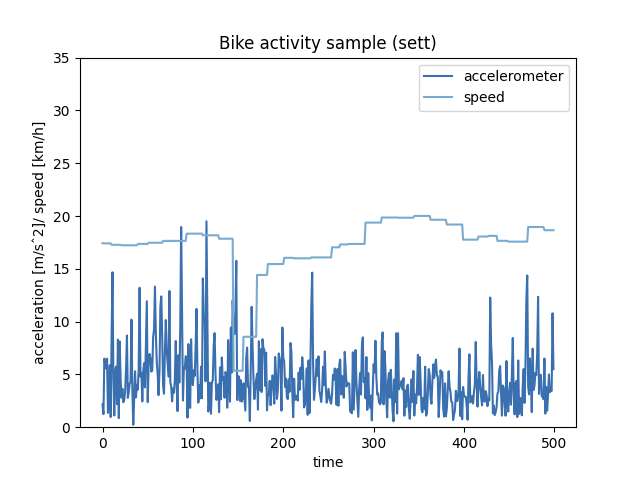 Bike activity sample (sett)
accelerometer
speed
35
30
25
20
15
10
5
0
acceleration [m/s^2]/ speed [km/h]
0
100
200
300
400
500
time